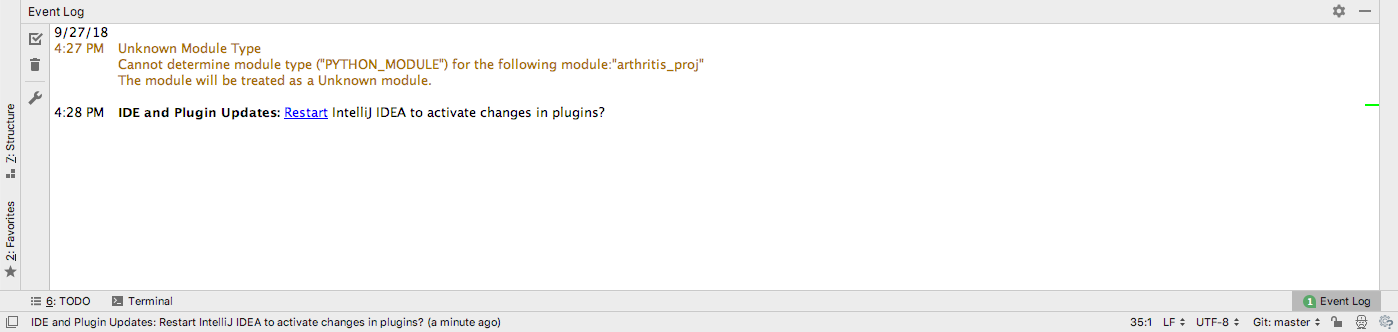 Event Log
9/27/18
4:27 PM Unknown Module Type
Cannot determine module type ("PYTHON_MODULE") for the following module:"arthritis_proj"
The module will be treated as a Unknown module.
4:28 PM IDE and Plugin Updates: Restart IntelliJ IDEA to activate changes in plugins?
7: Structure
2: Favorites
6: TODO Terminal 1 Event Log
IDE and Plugin Updates: Restart IntelliJ IDEA to activate changes in plugins? (a minute ago) 35:1 LF UTF-8 Git: master